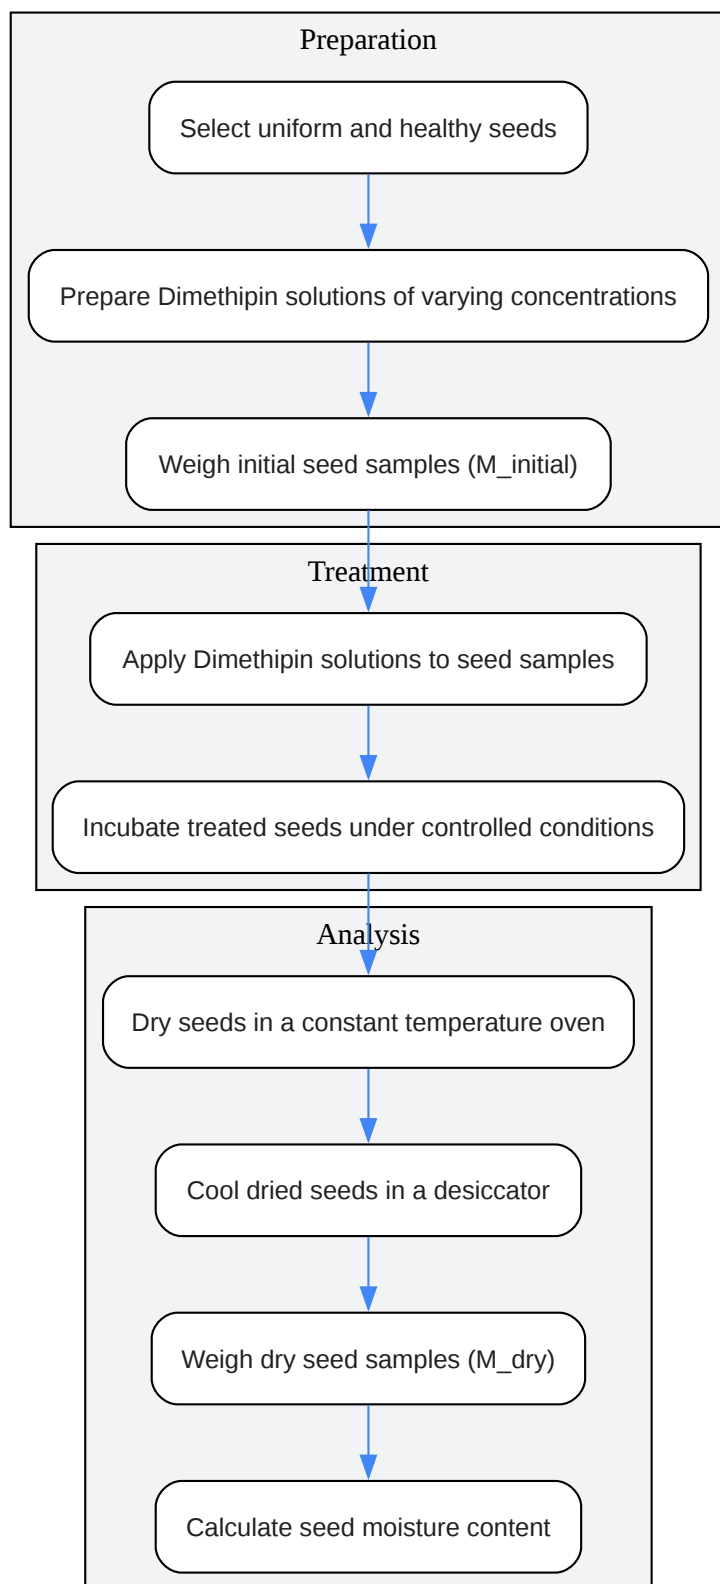 Preparation
Select uniform and healthy seeds
Prepare Dimethipin solutions of varying concentrations
Weigh initial seed samples (M_initial)
Treatment
Apply Dimethipin solutions to seed samples
Incubate treated seeds under controlled conditions
Analysis
Dry seeds in a constant temperature oven
Cool dried seeds in a desiccator
Weigh dry seed samples (M_dry)
Calculate seed moisture content